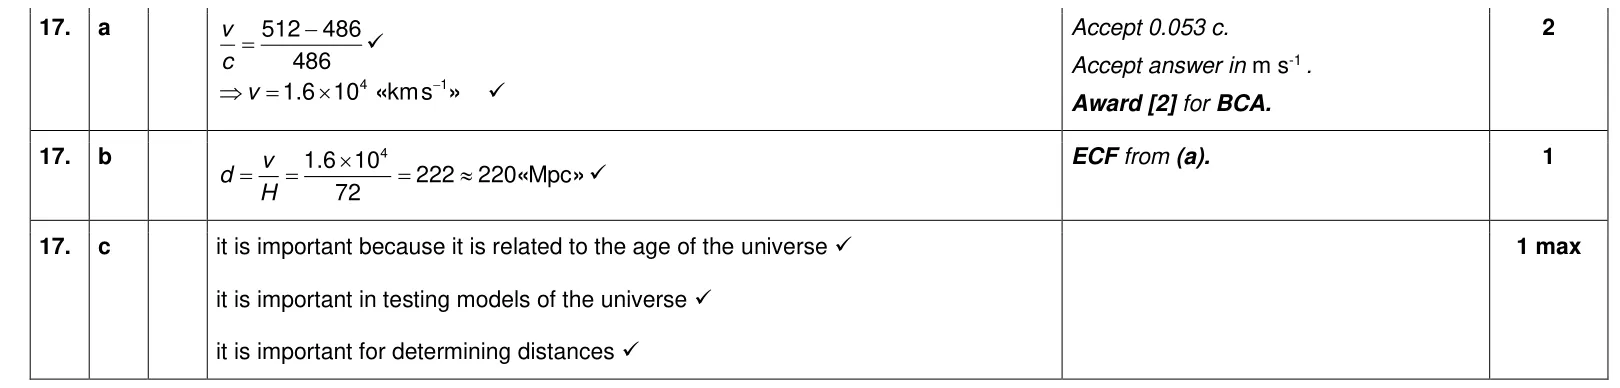 17. a v/c = (512 − 486)/486 ✓ Accept 0.053 c. 2
⇒ v = 1.6 × 10⁴ «km s⁻¹» ✓ Accept answer in m s⁻¹ .
Award [2] for BCA.
17. b d = v/H = (1.6 × 10⁴)/72 = 222 ≈ 220 «Mpc» ✓ ECF from (a). 1
17. c it is important because it is related to the age of the universe ✓ 1 max
it is important in testing models of the universe ✓
it is important for determining distances ✓